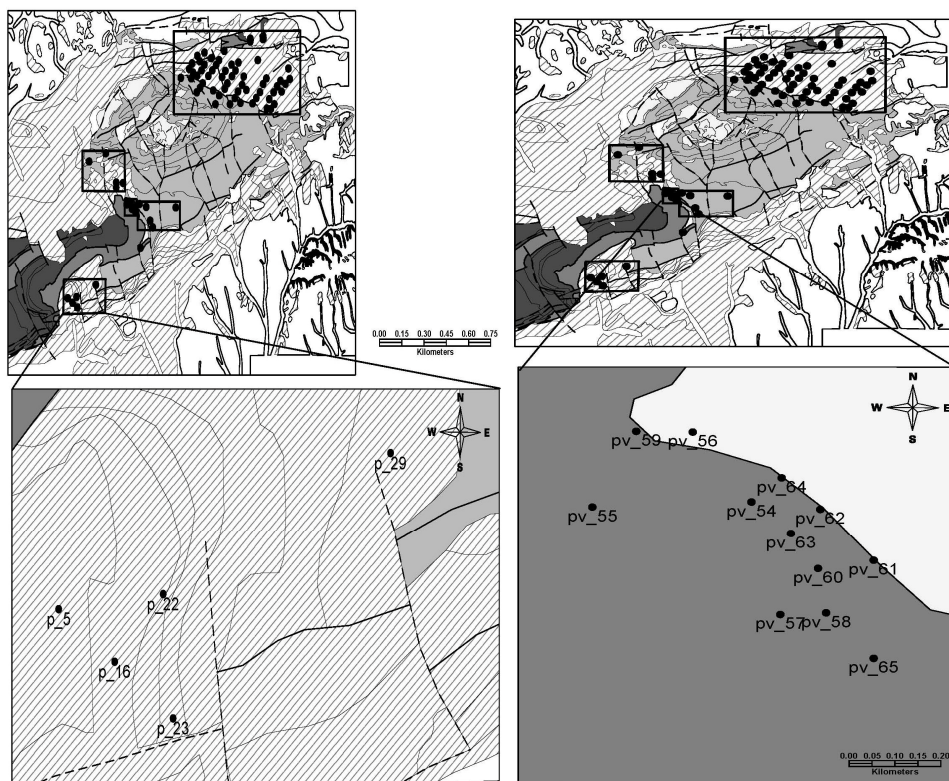 0.00 0.15 0.30 0.45 0.60 0.75
Kilometers
N
W E
S
p_29
p_5
p_22
p_16
p_23
N
W E
S
pv_59 pv_56
pv_64
pv_54
pv_55
pv_62
pv_63
pv_61
pv_60
pv_57 pv_58
pv_65
0.00 0.05 0.10 0.15 0.20
Kilometers